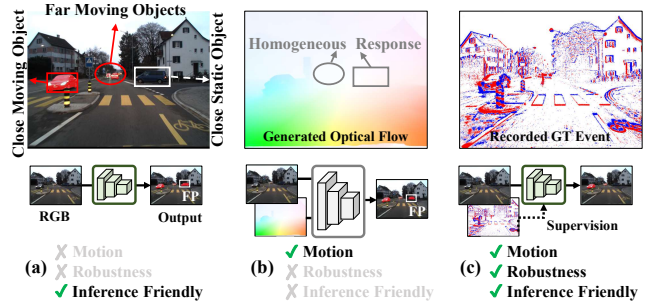 Far Moving Objects
Close Moving Object
Close Static Object
Homogeneous Response
Generated Optical Flow
Recorded GT Event
RGB
FP
Output
FP
Supervision
(a)
✗ Motion
✗ Robustness
✓ Inference Friendly
(b)
✓ Motion
✗ Robustness
✗ Inference Friendly
(c)
✓ Motion
✓ Robustness
✓ Inference Friendly